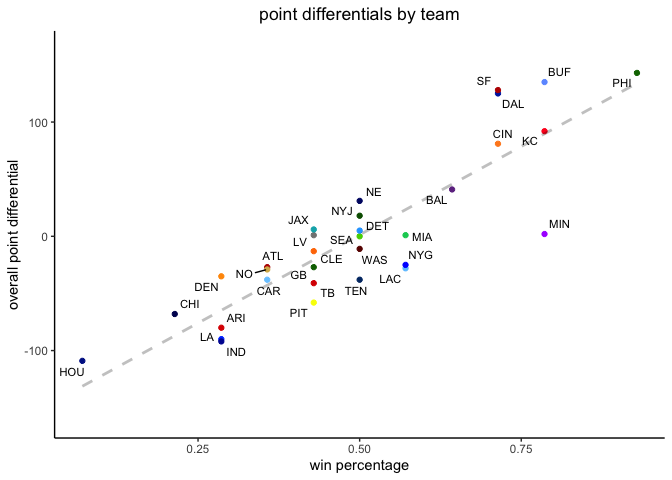 point differentials by team
overall point differential
100
0
-100
BUF
SF
PHI
DAL
CIN
KC
BAL
NE
NYJ
JAX
DET
MIN
LV
SEA
MIA
ATL
CLE
WAS
NYG
NO
GB
LAC
DEN
CAR
TB
TEN
CHI
PIT
ARI
LA
IND
HOU
0.25
0.50
0.75
win percentage